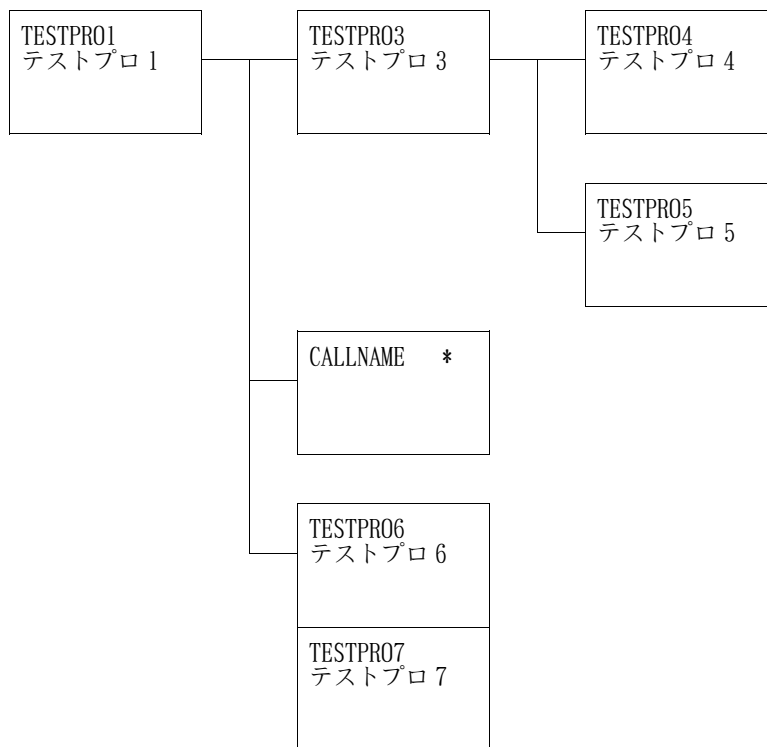 TESTPRO1
テストプロ 1
TESTPRO3
テストプロ 3
TESTPRO4
テストプロ 4
TESTPRO5
テストプロ 5
CALLNAME *
TESTPRO6
テストプロ 6
TESTPRO7
テストプロ 7